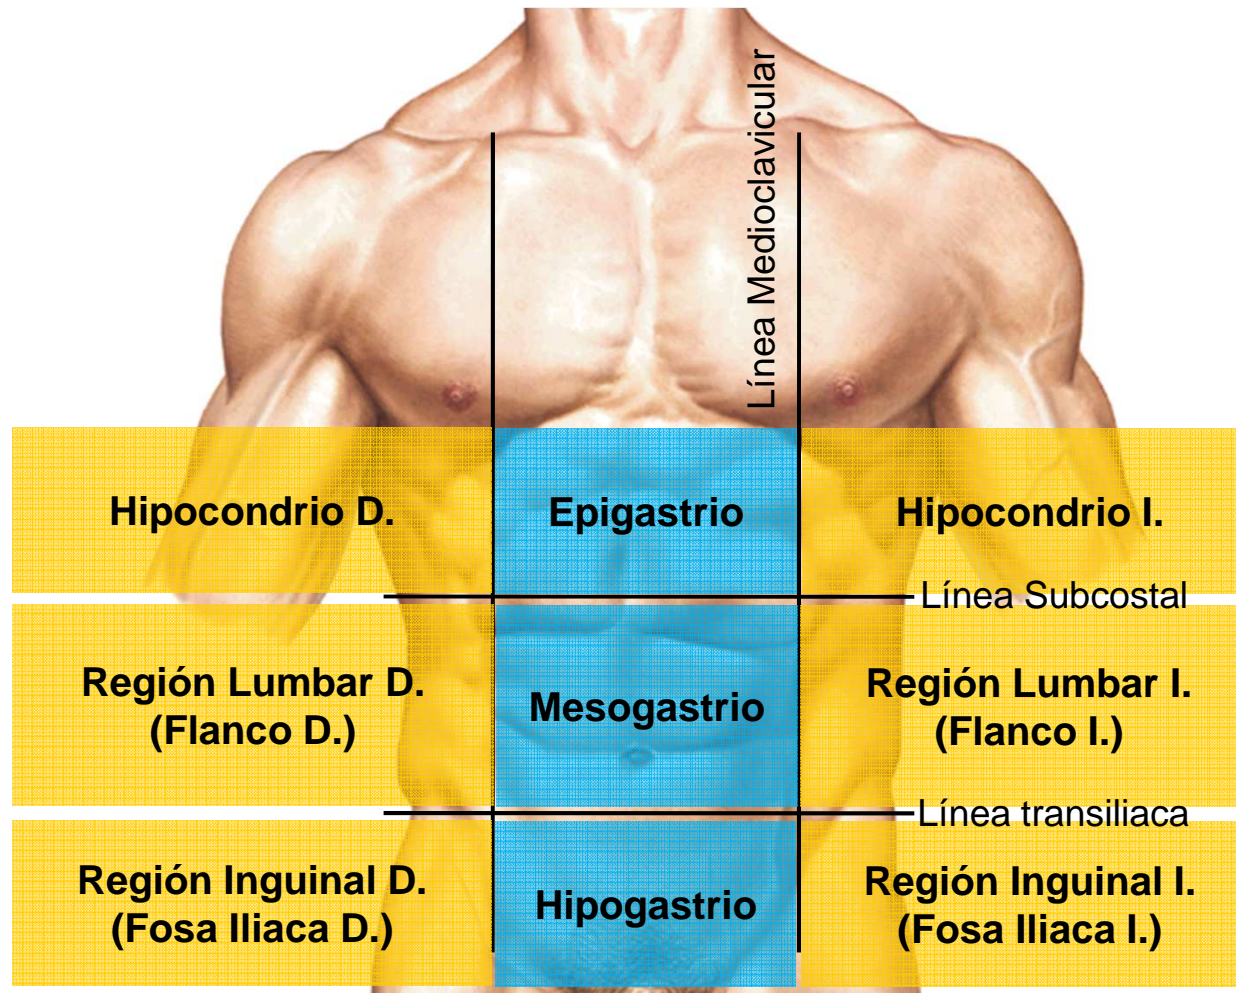 Línea Medioclavicular
Hipocondrio D.
Epigastrio
Hipocondrio I.
Línea Subcostal
Región Lumbar D.
(Flanco D.)
Mesogastrio
Región Lumbar I.
(Flanco I.)
Línea transiliaca
Región Inguinal D.
(Fosa Iliaca D.)
Hipogastrio
Región Inguinal I.
(Fosa Iliaca I.)